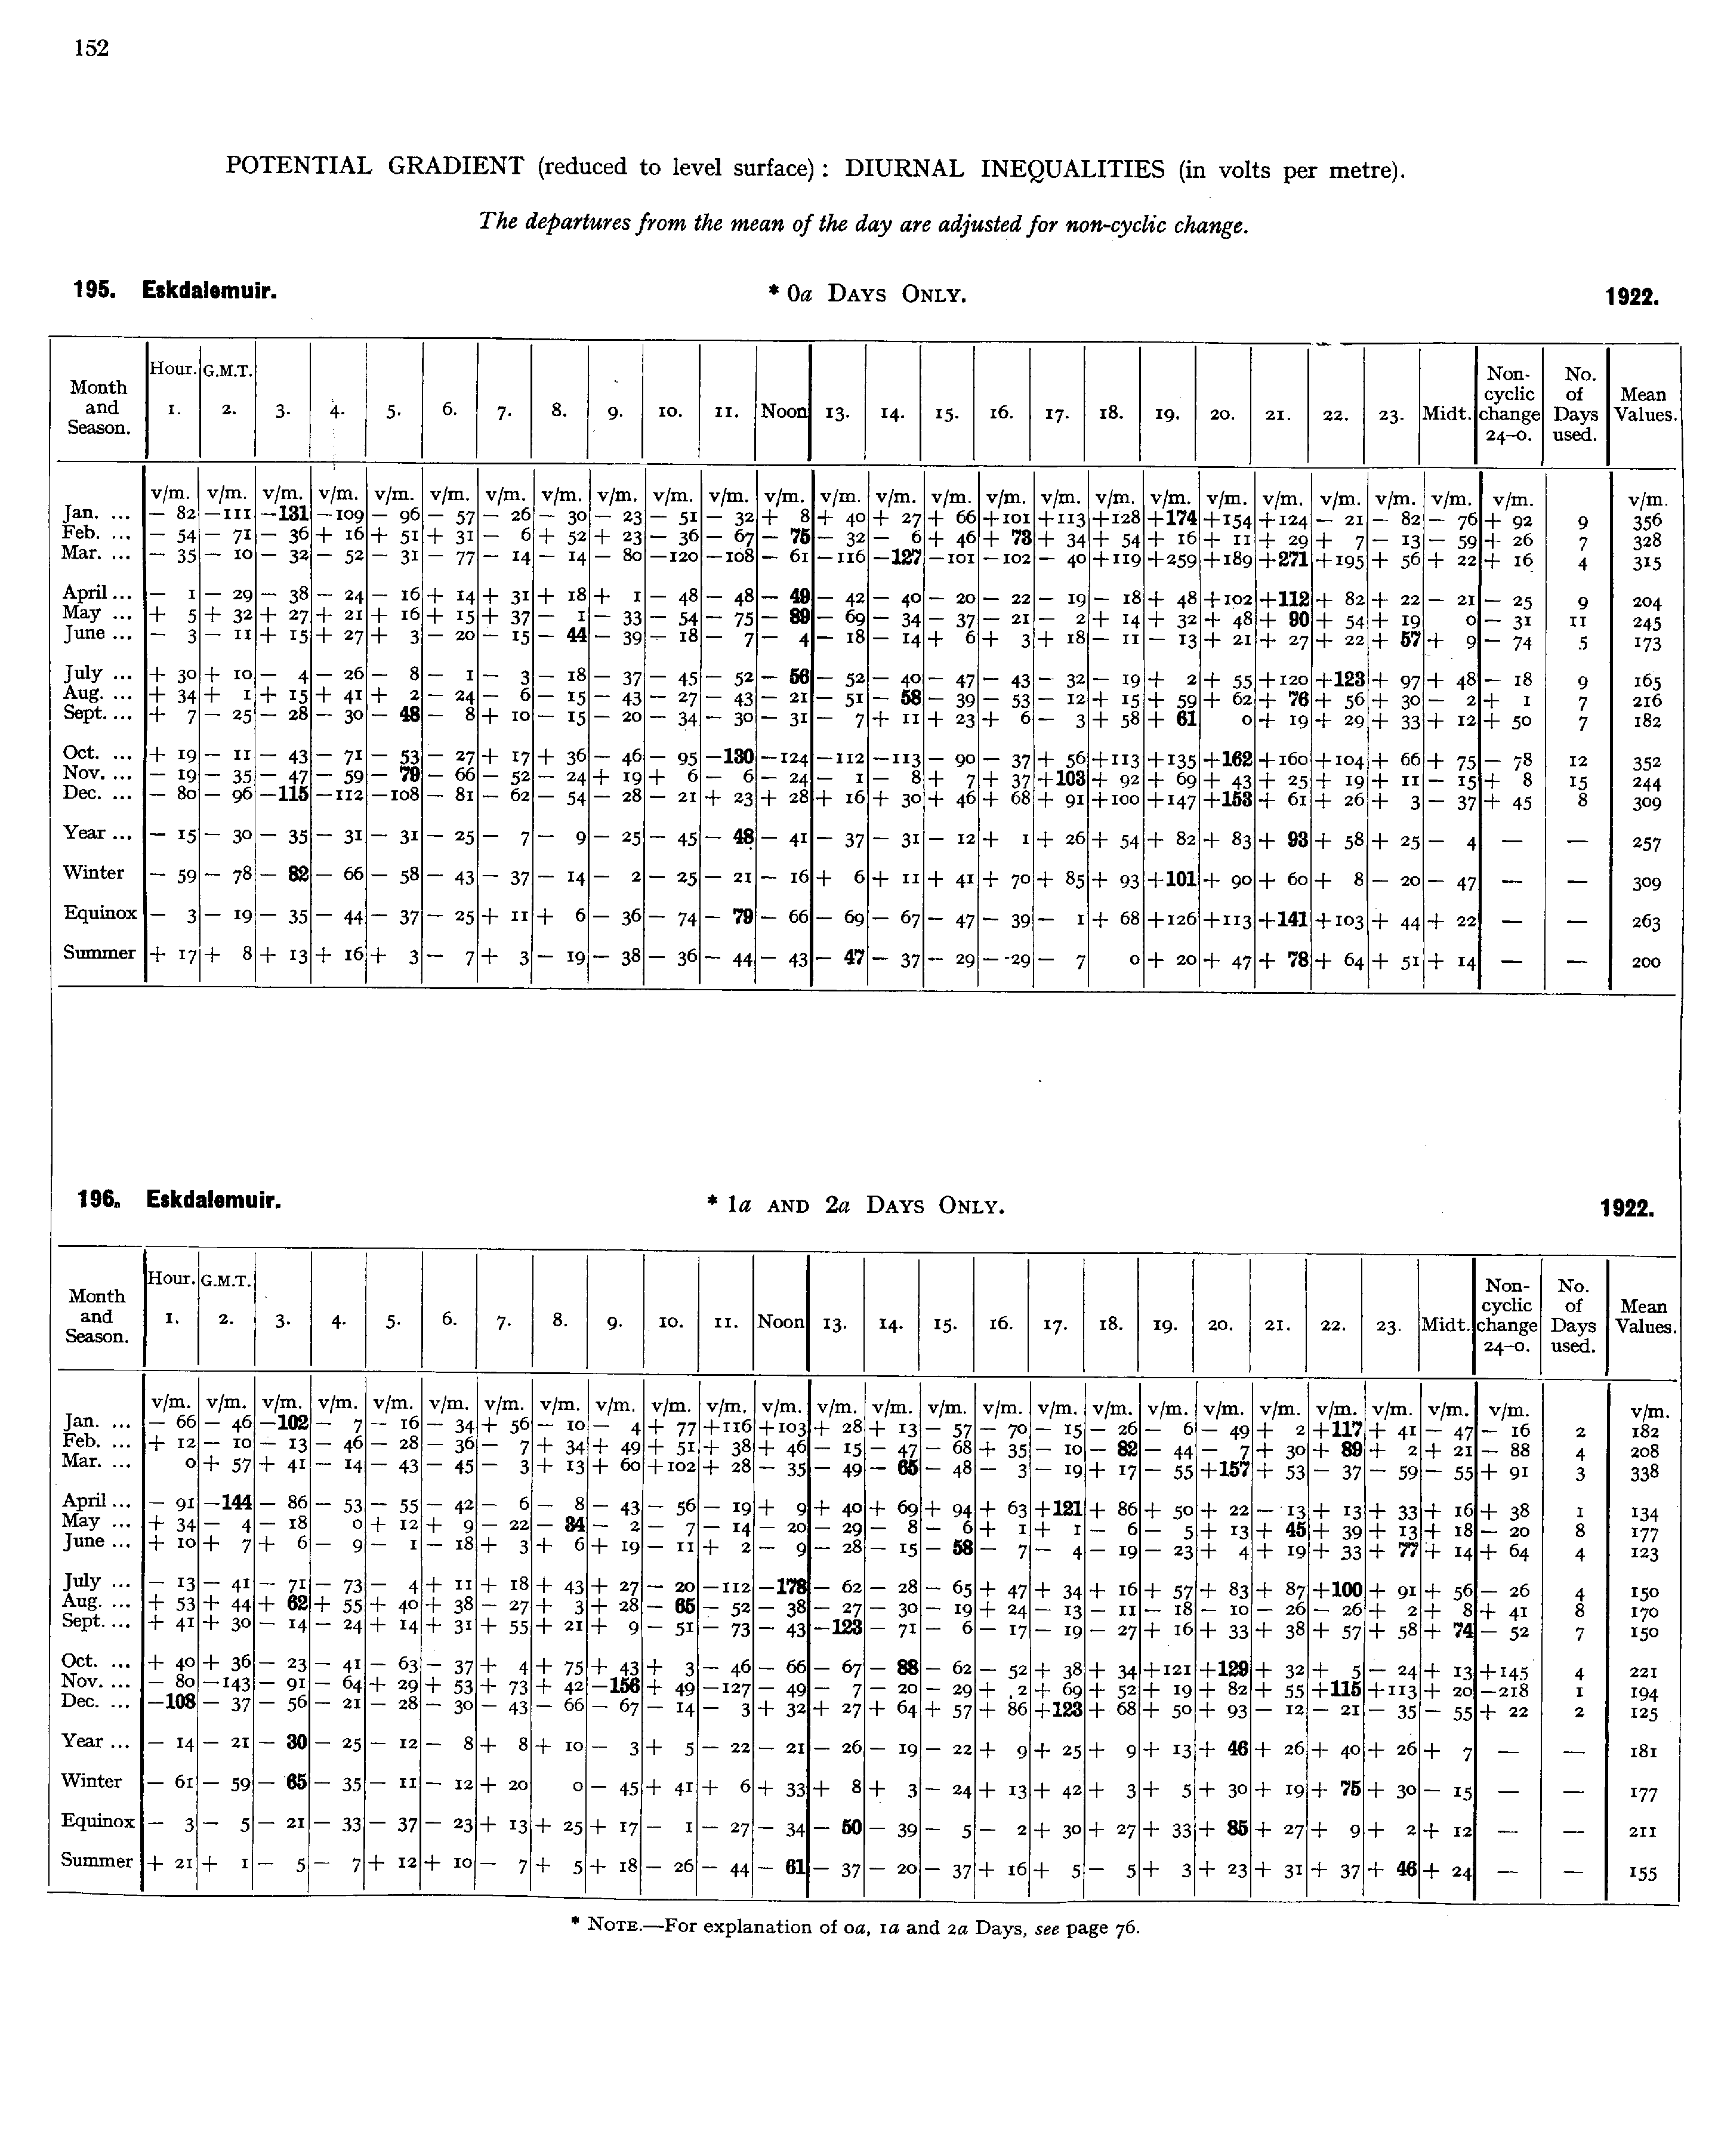 152
POTENTIAL GRADIENT (reduced to level surface) : DIURNAL INEQUALITIES (in volts per metre).
The departures from the mean of the day are adjusted for non-cyclic change.
195. Eskdalemuir. * 0a DAYS ONLY. 1922.
Month and Season. Hour. G.M.T. 1. 2. 3. 4. 5. 6. 7. 8. 9. 10. 11. Noon 13. 14. 15. 16. 17. 18. 19. 20. 21. 22. 23. Midt. Non-cyclic change 24-0. No. of Days used. Mean Values.
v/m. v/m. v/m. v/m. v/m. v/m. v/m. v/m. v/m. v/m. v/m. v/m. v/m. v/m. v/m. v/m. v/m. v/m. v/m. v/m. v/m. v/m. v/m. v/m. v/m. v/m.
Jan. ... − 82 −111 −131 −109 − 96 − 57 − 26 − 30 − 23 − 51 − 32 + 8 + 40 + 27 + 66 +101 +113 +128 +174 +154 +124 − 21 − 82 − 76 + 92 9 356
Feb. ... − 54 − 71 − 36 + 16 + 51 + 31 − 6 + 52 + 23 − 36 − 67 − 75 − 32 − 6 + 46 + 73 + 34 + 54 + 16 + 11 + 29 + 7 − 13 − 59 + 26 7 328
Mar. ... − 35 − 10 − 32 − 52 − 31 − 77 − 14 − 14 − 80 −120 −108 − 61 −116 −127 −101 −102 − 40 +119 +259 +189 +271 +195 + 56 + 22 + 16 4 315
April ... − 1 − 29 − 38 − 24 − 16 + 14 + 31 + 18 + 1 − 48 − 48 − 49 − 42 − 40 − 20 − 22 − 19 − 18 + 48 +102 +112 + 82 + 22 − 21 − 25 9 204
May ... + 5 + 32 + 27 + 21 + 16 + 15 + 37 − 1 − 33 − 54 − 75 − 89 − 69 − 34 − 37 − 21 − 2 + 14 + 32 + 48 + 90 + 54 + 19 0 − 31 11 245
June ... − 3 − 11 + 15 + 27 + 3 − 20 − 15 − 44 − 39 − 18 − 7 − 4 − 18 − 14 + 6 + 3 + 18 − 11 − 13 + 21 + 27 + 22 + 57 + 9 − 74 5 173
July ... + 30 + 10 − 4 − 26 − 8 − 1 − 3 − 18 − 37 − 45 − 52 − 56 − 52 − 40 − 47 − 43 − 32 − 19 + 2 + 55 +120 +123 + 97 + 48 − 18 9 165
Aug. ... + 34 + 1 + 15 + 41 + 2 − 24 − 6 − 15 − 43 − 27 − 43 − 21 − 51 − 58 − 39 − 53 − 12 + 15 + 59 + 62 + 76 + 56 + 30 − 2 + 1 7 216
Sept. ... + 7 − 25 − 28 − 30 − 48 − 8 + 10 − 15 − 20 − 34 − 30 − 31 − 7 + 11 + 23 + 6 − 3 + 58 + 61 0 + 19 + 29 + 33 + 12 + 50 7 182
Oct. ... + 19 − 11 − 43 − 71 − 53 − 27 + 17 + 36 − 46 − 95 −130 −124 −112 −113 − 90 − 37 + 56 +113 +135 +162 +160 +104 + 66 + 75 − 78 12 352
Nov. ... − 19 − 35 − 47 − 59 − 79 − 66 − 52 − 24 + 19 + 6 − 6 − 24 − 1 − 8 + 7 + 37 +103 + 92 + 69 + 43 + 25 + 19 + 11 − 15 + 8 15 244
Dec. ... − 80 − 96 −115 −112 −108 − 81 − 62 − 54 − 28 − 21 + 23 + 28 + 16 + 30 + 46 + 68 + 91 +100 +147 +153 + 61 + 26 + 3 − 37 + 45 8 309
Year ... − 15 − 30 − 35 − 31 − 31 − 25 − 7 − 9 − 25 − 45 − 48 − 41 − 37 − 31 − 12 + 1 + 26 + 54 + 82 + 83 + 93 + 58 + 25 − 4 — — 257
Winter − 59 − 78 − 82 − 66 − 58 − 43 − 37 − 14 − 2 − 25 − 21 − 16 + 6 + 11 + 41 + 70 + 85 + 93 +101 + 90 + 60 + 8 − 20 − 47 — — 309
Equinox − 3 − 19 − 35 − 44 − 37 − 25 + 11 + 6 − 36 − 74 − 79 − 66 − 69 − 67 − 47 − 39 − 1 + 68 +126 +113 +141 +103 + 44 + 22 — — 263
Summer + 17 + 8 + 13 + 16 + 3 − 7 + 3 − 19 − 38 − 36 − 44 − 43 − 47 − 37 − 29 − 29 − 7 0 + 20 + 47 + 78 + 64 + 51 + 14 — — 200
196. Eskdalemuir. * 1a AND 2a DAYS ONLY. 1922.
Month and Season. Hour. G.M.T. 1. 2. 3. 4. 5. 6. 7. 8. 9. 10. 11. Noon 13. 14. 15. 16. 17. 18. 19. 20. 21. 22. 23. Midt. Non-cyclic change 24-0. No. of Days used. Mean Values.
v/m. v/m. v/m. v/m. v/m. v/m. v/m. v/m. v/m. v/m. v/m. v/m. v/m. v/m. v/m. v/m. v/m. v/m. v/m. v/m. v/m. v/m. v/m. v/m. v/m. v/m.
Jan. ... − 66 − 46 −102 − 7 − 16 − 34 + 56 − 10 − 4 + 77 +116 +103 + 28 + 13 − 57 − 70 − 15 − 26 − 6 − 49 + 2 +117 + 41 − 47 − 16 2 182
Feb. ... + 12 − 10 − 13 − 46 − 28 − 36 − 7 + 34 + 49 + 51 + 38 + 46 − 15 − 47 − 68 + 35 − 10 − 82 − 44 − 7 + 30 + 89 + 2 + 21 − 88 4 208
Mar. ... 0 + 57 + 41 − 14 − 43 − 45 − 3 + 13 + 60 +102 + 28 − 35 − 49 − 65 − 48 − 3 − 19 + 17 − 55 +157 + 53 − 37 − 59 − 55 + 91 3 338
April ... − 91 −144 − 86 − 53 − 55 − 42 − 6 − 8 − 43 − 56 − 19 + 9 + 40 + 69 + 94 + 63 +121 + 86 + 50 + 22 − 13 + 13 + 33 + 16 + 38 1 134
May ... + 34 − 4 − 18 0 + 12 + 9 − 22 − 34 − 2 − 7 − 14 − 20 − 29 − 8 − 6 + 1 + 1 − 6 − 5 + 13 + 45 + 39 + 13 + 18 − 20 8 177
June ... + 10 + 7 + 6 − 9 − 1 − 18 + 3 + 6 + 19 − 11 + 2 − 9 − 28 − 15 − 58 − 7 − 4 − 19 − 23 + 4 + 19 + 33 + 77 + 14 + 64 4 123
July ... − 13 − 41 − 71 − 73 − 4 + 11 + 18 + 43 + 27 − 20 −112 −178 − 62 − 28 − 65 + 47 + 34 + 16 + 57 + 83 + 87 +100 + 91 + 56 − 26 4 150
Aug. ... + 53 + 44 + 62 + 55 + 40 + 38 − 27 + 3 + 28 − 65 − 52 − 38 − 27 − 30 − 19 + 24 − 13 − 11 − 18 − 10 − 26 − 26 + 2 + 8 + 41 8 170
Sept. ... + 41 + 30 − 14 − 24 + 14 + 31 + 55 + 21 + 9 − 51 − 73 − 43 −123 − 71 − 6 − 17 − 19 − 27 + 16 + 33 + 38 + 57 + 58 + 74 − 52 7 150
Oct. ... + 40 + 36 − 23 − 41 − 63 − 37 + 4 + 75 + 43 + 3 − 46 − 66 − 67 − 88 − 62 − 52 + 38 + 34 +121 +129 + 32 + 5 − 24 + 13 +145 4 221
Nov. ... − 80 −143 − 91 − 64 + 29 + 53 + 73 + 42 −156 + 49 −127 − 49 − 7 − 20 − 29 + 2 + 69 + 52 + 19 + 82 + 55 +115 +113 + 20 −218 1 194
Dec. ... −108 − 37 − 56 − 21 − 28 − 30 − 43 − 66 − 67 − 14 − 3 + 32 + 27 + 64 + 57 + 86 +123 + 68 + 50 + 93 − 12 − 21 − 35 − 55 + 22 2 125
Year ... − 14 − 21 − 30 − 25 − 12 − 8 + 8 + 10 − 3 + 5 − 22 − 21 − 26 − 19 − 22 + 9 + 25 + 9 + 13 + 46 + 26 + 40 + 26 + 7 — — 181
Winter − 61 − 59 − 65 − 35 − 11 − 12 + 20 0 − 45 + 41 + 6 + 33 + 8 + 3 − 24 + 13 + 42 + 3 + 5 + 30 + 19 + 75 + 30 − 15 — — 177
Equinox − 3 − 5 − 21 − 33 − 37 − 23 + 13 + 25 + 17 − 1 − 27 − 34 − 50 − 39 − 5 − 2 + 30 + 27 + 33 + 85 + 27 + 9 + 2 + 12 — — 211
Summer + 21 + 1 − 5 − 7 + 12 + 10 − 7 + 5 + 18 − 26 − 44 − 61 − 37 − 20 − 37 + 16 + 5 − 5 + 3 + 23 + 31 + 37 + 46 + 24 — — 155
* NOTE.—For explanation of 0a, 1a and 2a Days, see page 76.